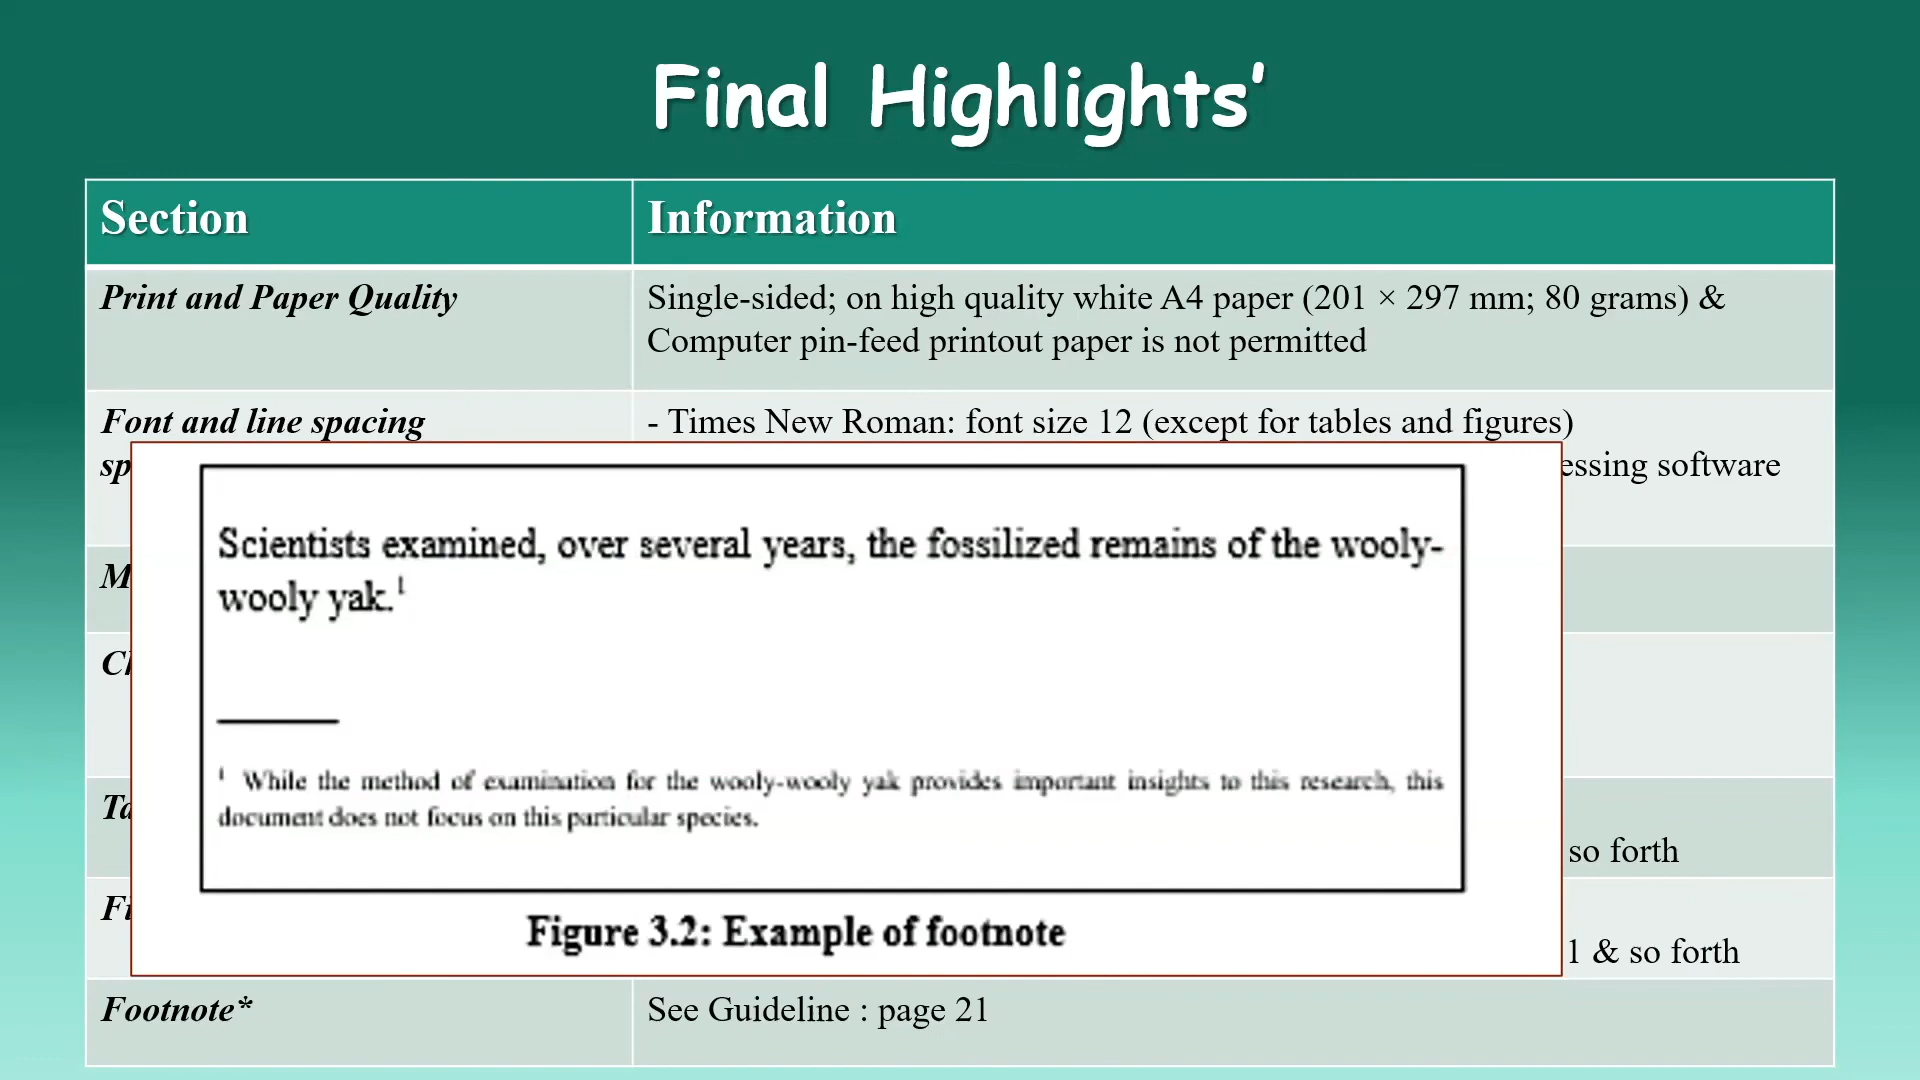 Final Highlights’
Section Information
Print and Paper Quality Single-sided; on high quality white A4 paper (201 × 297 mm; 80 grams) &
Computer pin-feed printout paper is not permitted
Font and line spacing - Times New Roman: font size 12 (except for tables and figures)
software
Scientists examined, over several years, the fossilized remains of the wooly-
wooly yak.1
1 While the method of examination for the wooly-wooly yak provides important insights to this research, this
document does not focus on this particular species.
so forth
Figure 3.2: Example of footnote
1 & so forth
Footnote* See Guideline : page 21